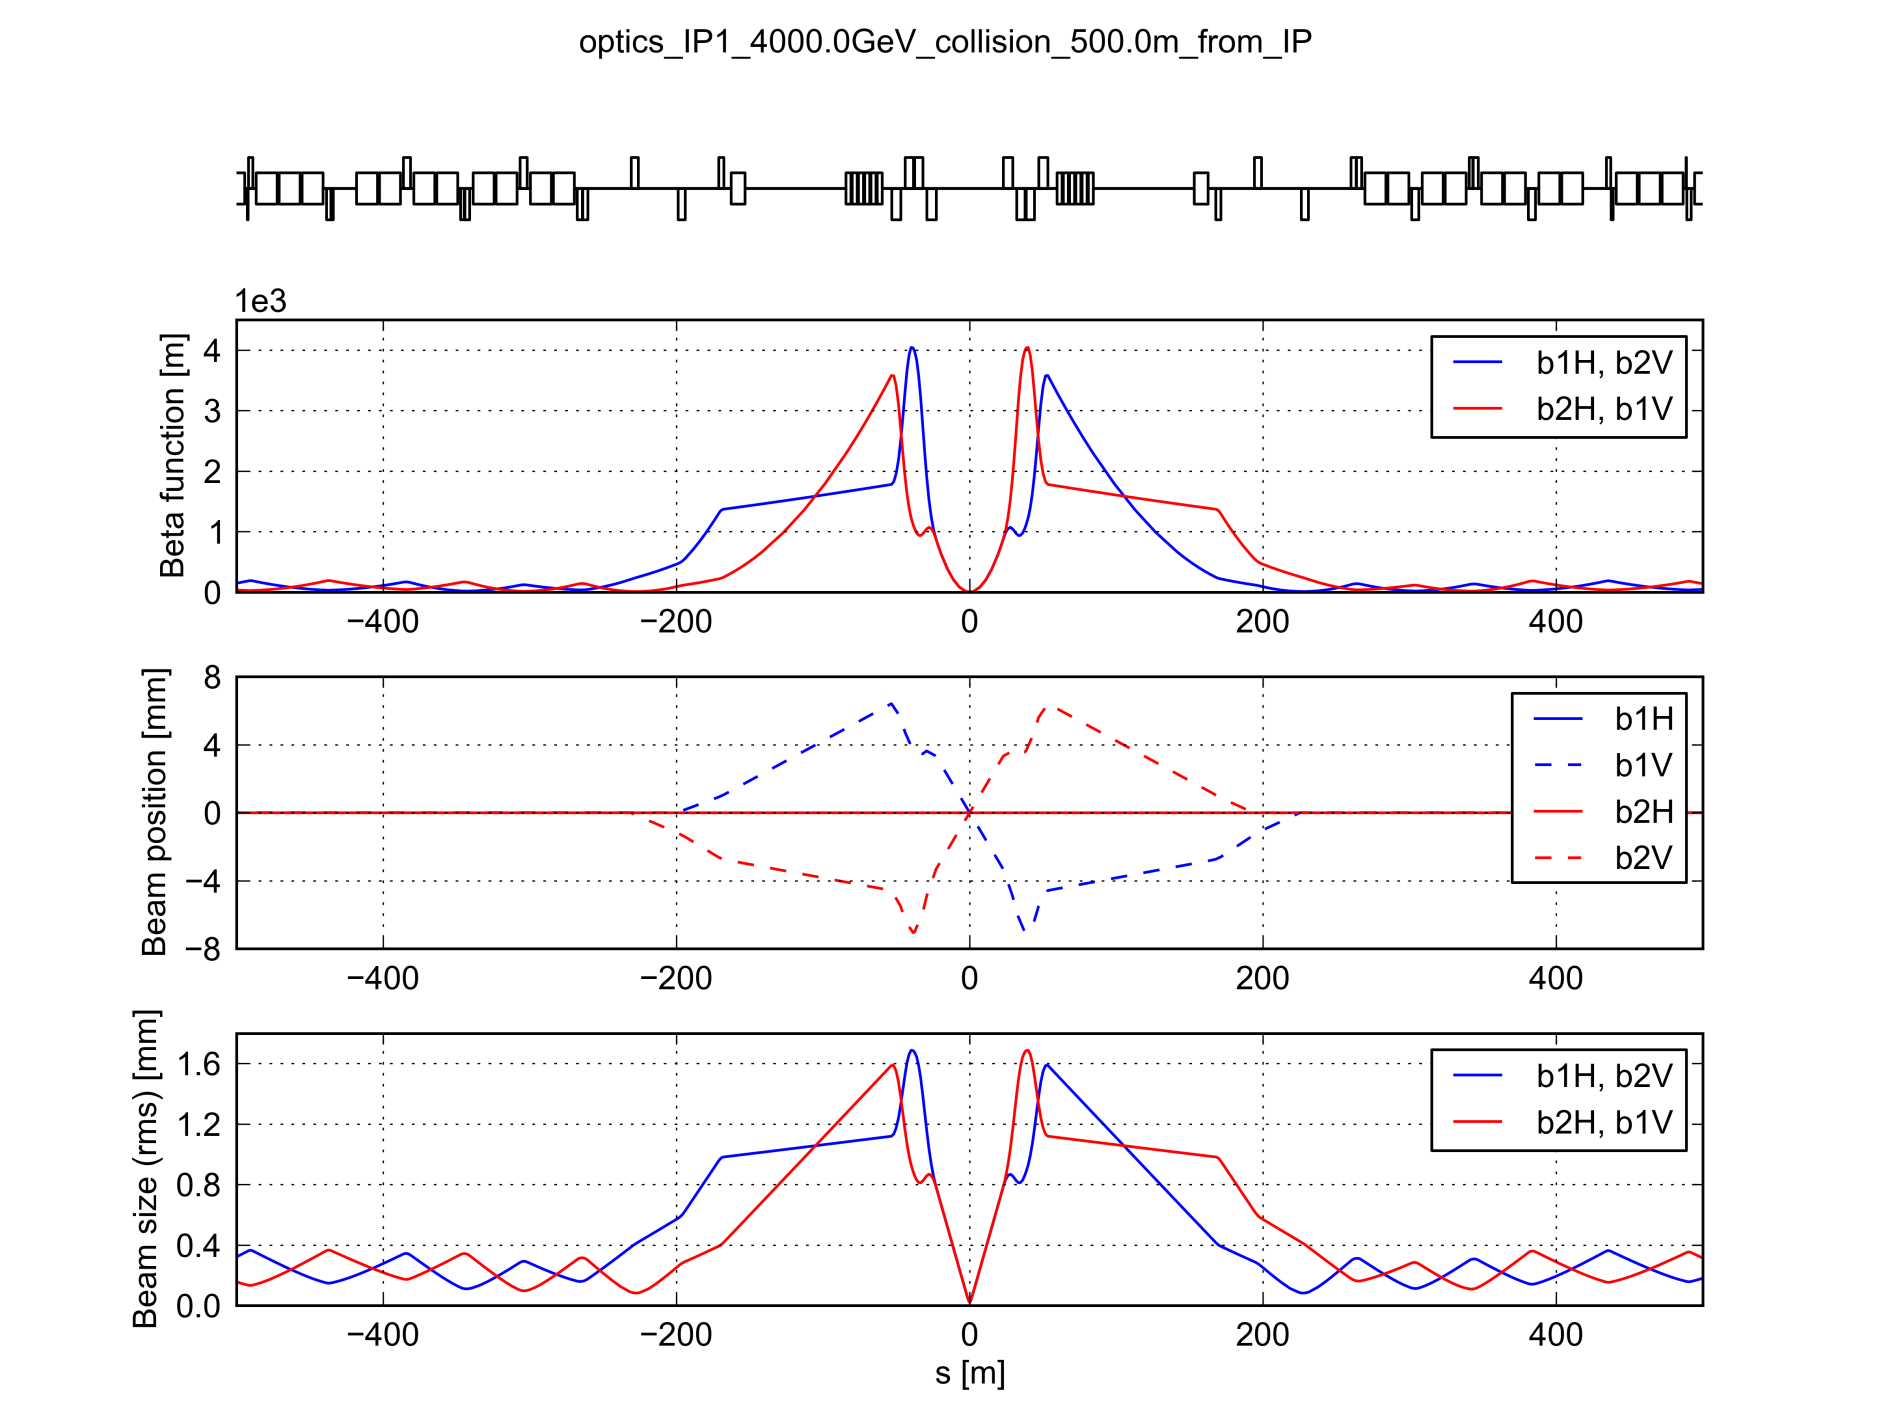 optics_IP1_4000.0GeV_collision_500.0m_from_IP
1e3
Beta function [m]
4
3
2
1
0
b1H, b2V
b2H, b1V
−400 −200 0 200 400
Beam position [mm]
8
4
0
−4
−8
b1H
b1V
b2H
b2V
−400 −200 0 200 400
Beam size (rms) [mm]
1.6
1.2
0.8
0.4
0.0
b1H, b2V
b2H, b1V
−400 −200 0 200 400
s [m]